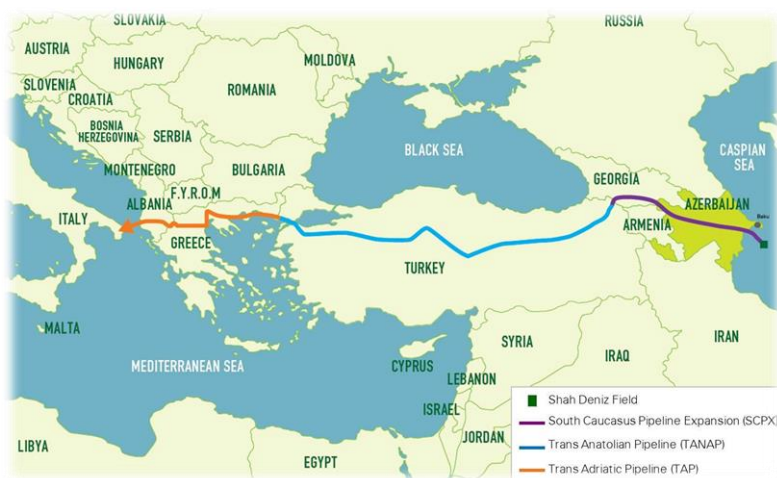 SLOVAKIA
RUSSIA
AUSTRIA
HUNGARY
MOLDOVA
SLOVENIA
CROATIA
ROMANIA
BOSNIA
HERZEGOVINA
SERBIA
BLACK SEA
CASPIAN
SEA
MONTENEGRO
BULGARIA
GEORGIA
F.Y.R.O.M
ALBANIA
AZERBAIJAN
ITALY
ARMENIA
Baku
GREECE
TURKEY
MALTA
SYRIA
IRAN
MEDITERRANEAN SEA
CYPRUS
IRAQ
LEBANON
ISRAEL
JORDAN
LIBYA
EGYPT
Shah Deniz Field
South Caucasus Pipeline Expansion (SCPX)
Trans Anatolian Pipeline (TANAP)
Trans Adriatic Pipeline (TAP)